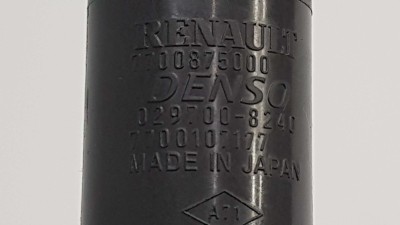 RENAULT
7700875000
DENSO
029700-8240
7700107177
MADE IN JAPAN
A71